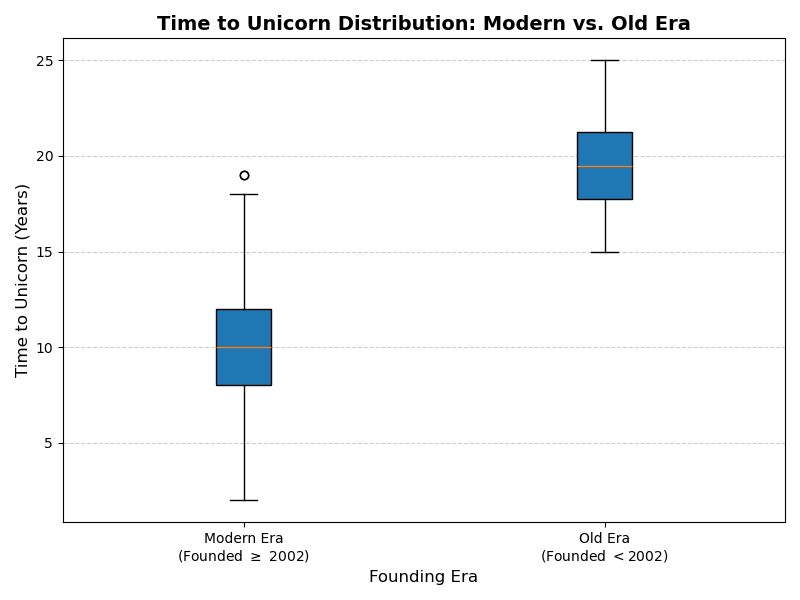 Time to Unicorn Distribution: Modern vs. Old Era
Time to Unicorn (Years)
25
20
15
10
5
Modern Era
(Founded ≥ 2002)
Old Era
(Founded < 2002)
Founding Era